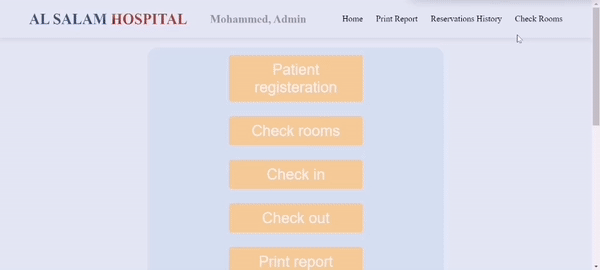 AL SALAM HOSPITAL
Mohammed, Admin
Home
Print Report
Reservations History
Check Rooms
Patient
registeration
Check rooms
Check in
Check out
Print report